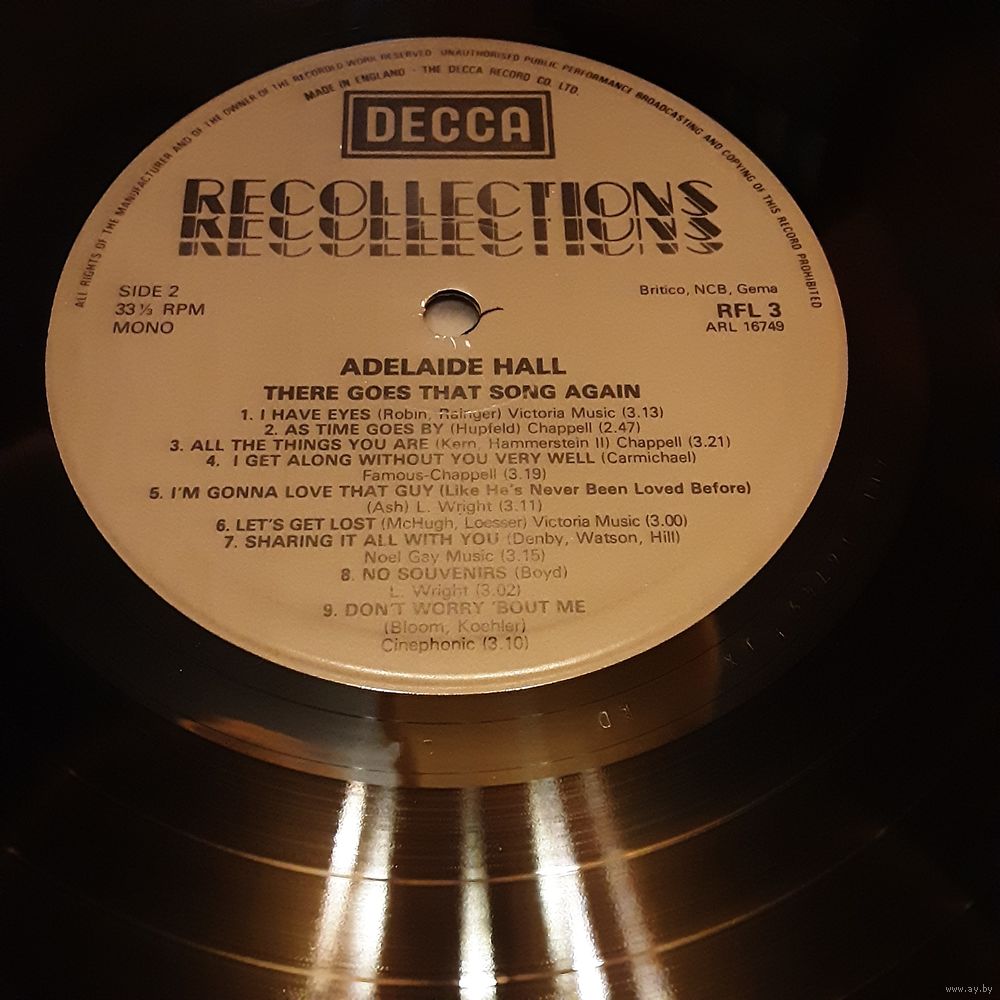 ALL RIGHTS OF THE MANUFACTURER AND OF THE OWNER OF THE RECORDED WORK RESERVED UNAUTHORISED PUBLIC PERFORMANCE BROADCASTING AND COPYING OF THIS RECORD PROHIBITED
MADE IN ENGLAND · THE DECCA RECORD CO. LTD.
DECCA
RECOLLECTIONS
RECOLLECTIONS
RECOLLECTIONS
SIDE 2
33⅓ RPM
MONO
Britico, NCB, Gema
RFL 3
ARL 16749
ADELAIDE HALL
THERE GOES THAT SONG AGAIN
1. I HAVE EYES (Robin, Rainger) Victoria Music (3.13)
2. AS TIME GOES BY (Hupfeld) Chappell (2.47)
3. ALL THE THINGS YOU ARE (Kern, Hammerstein II) Chappell (3.21)
4. I GET ALONG WITHOUT YOU VERY WELL (Carmichael)
Famous-Chappell (3.19)
5. I'M GONNA LOVE THAT GUY (Like He's Never Been Loved Before)
(Ash) L. Wright (3.11)
6. LET'S GET LOST (McHugh, Loesser) Victoria Music (3.00)
7. SHARING IT ALL WITH YOU (Denby, Watson, Hill)
Noel Gay Music (3.15)
8. NO SOUVENIRS (Boyd)
L. Wright (3.02)
9. DON'T WORRY 'BOUT ME
(Bloom, Koehler)
Cinephonic (3.10)
www.ay.by